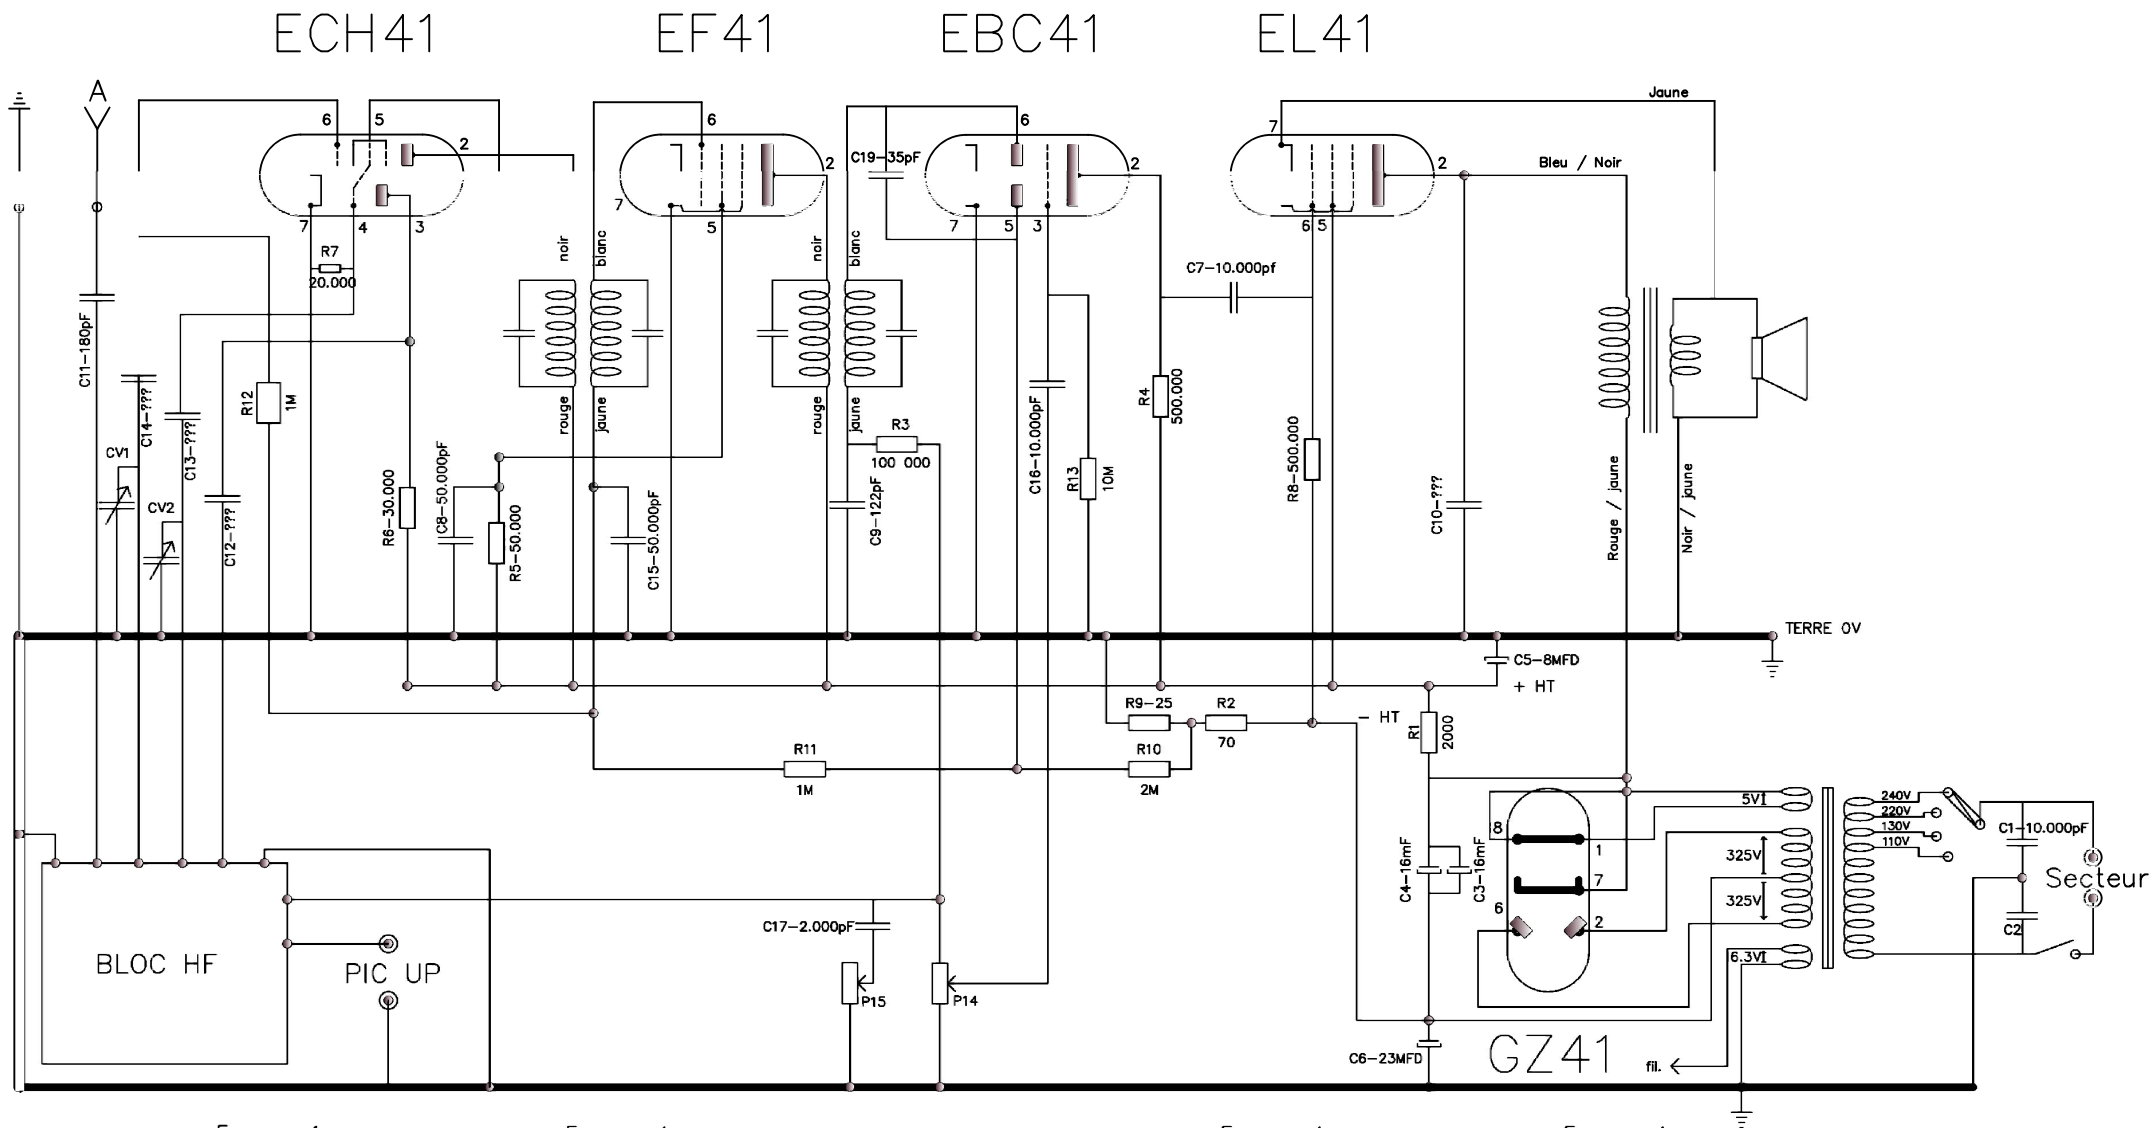 ECH41
EF41
EBC41
EL41
A
6
5
2
7
4
3
R7
20.000
6
2
7
5
C19-35pF
6
2
7
5
3
7
2
6
5
Jaune
Bleu / Noir
noir
blanc
noir
blanc
rouge
jaune
rouge
jaune
C11-180pF
C14-???
C13-???
CV1
CV2
C12-???
R12
1M
R6-30.000
C8-50.000pF
R5-50.000
C15-50.000pF
R3
100 000
C9-122pF
C16-10.000pF
R13
10M
R4
500.000
C7-10.000pf
R8-500.000
C10-???
Rouge / jaune
Noir / jaune
TERRE 0V
C5-8MFD
+ HT
R9-25
R2
70
- HT
R1
2000
R11
1M
R10
2M
5V
325V
325V
6.3V
240V
220V
130V
110V
C1-10.000pF
C2
Secteur
8
1
7
6
2
C4-16mF
C3-16mF
C6-23MFD
GZ41
fil.
BLOC HF
PIC UP
C17-2.000pF
P15
P14